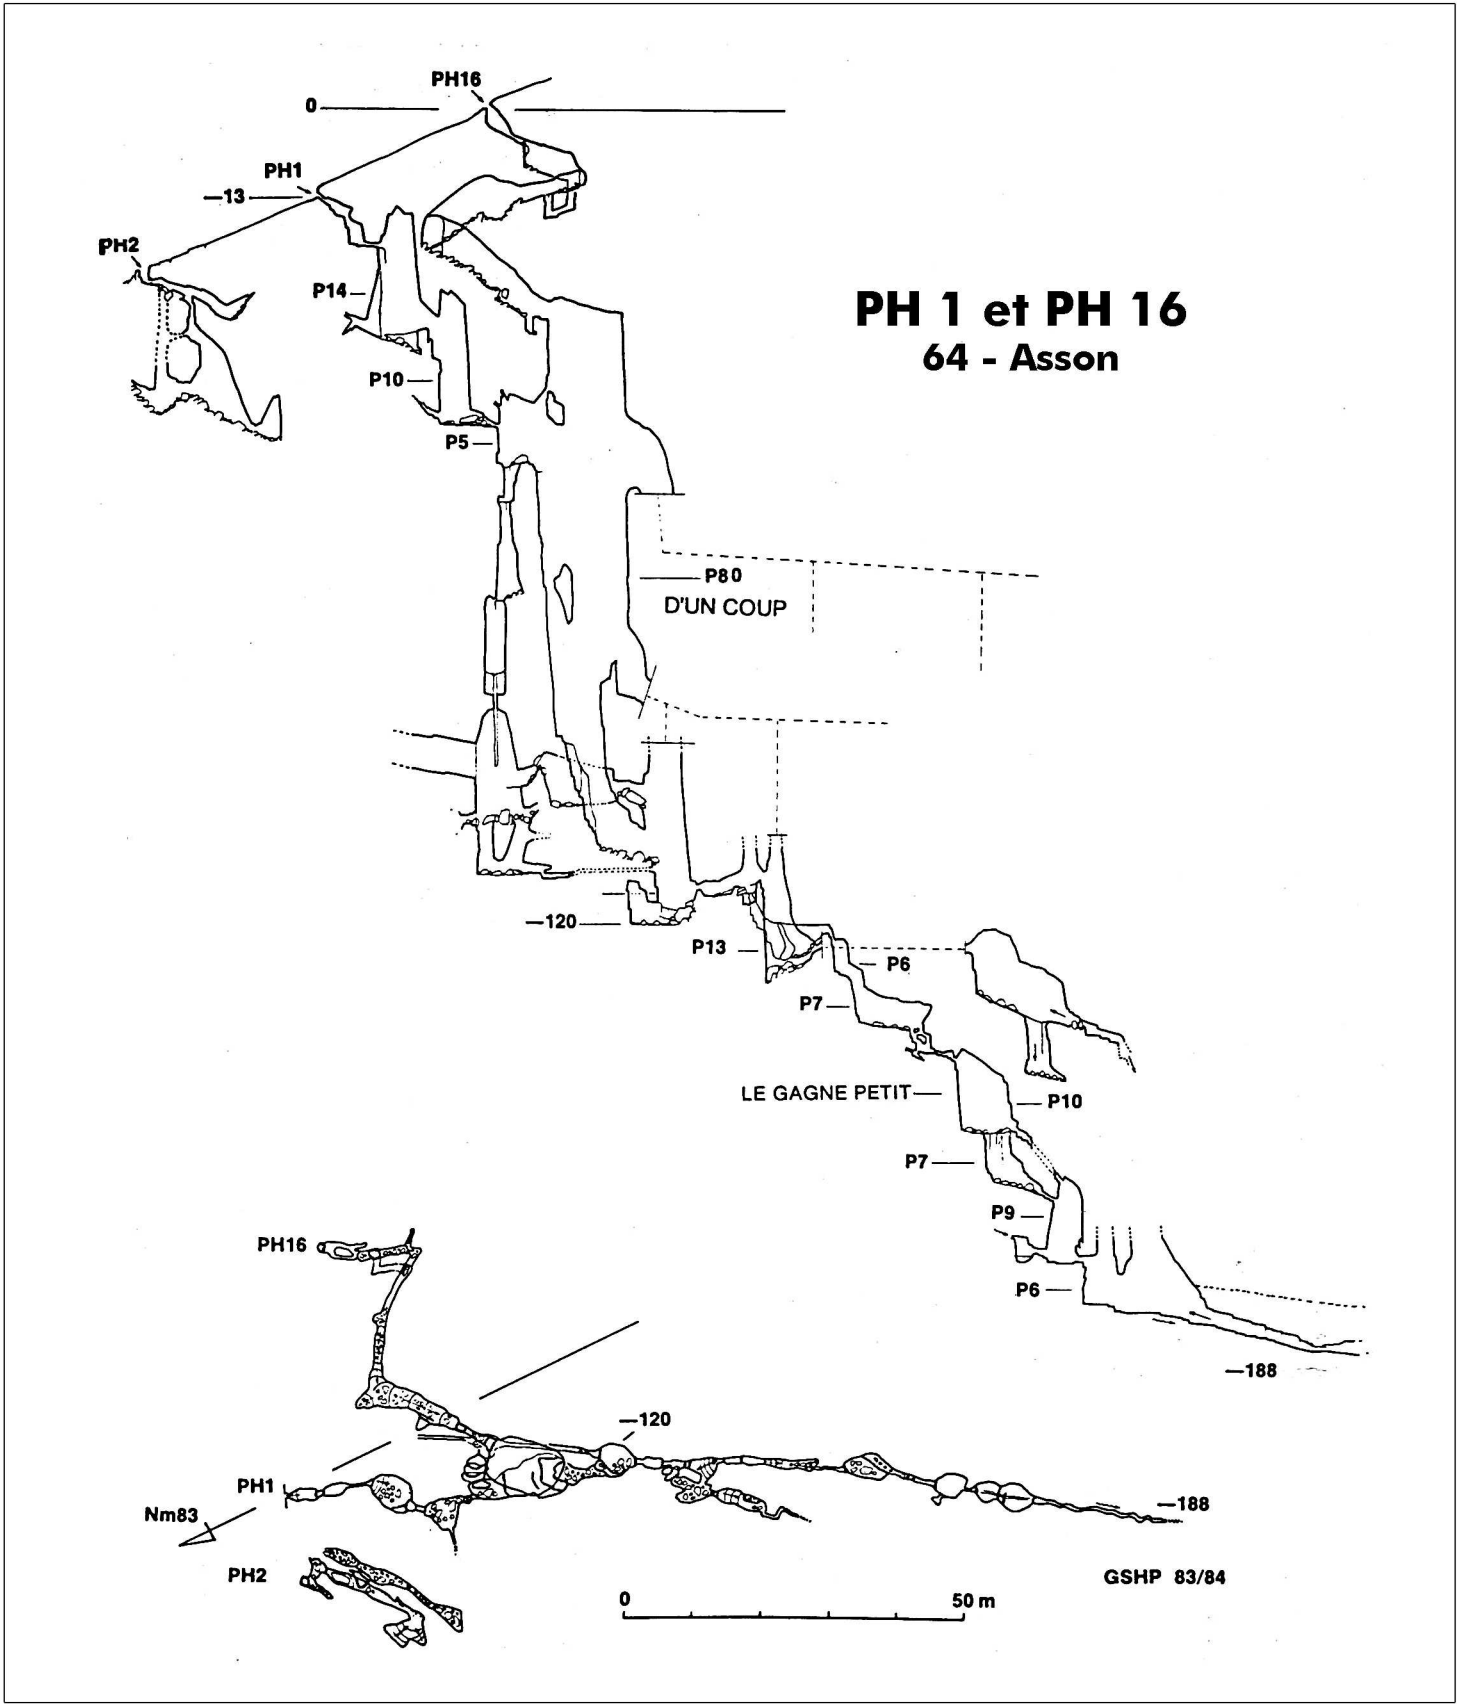 PH16
0
PH1
—13
PH2
P14
PH 1 et PH 16
64 - Asson
P10
P5
P80
D'UN COUP
—120
P13
P6
P7
LE GAGNE PETIT
P10
P7
P9
P6
—188
PH16
—120
PH1
—188
Nm83
PH2
GSHP 83/84
0
50 m